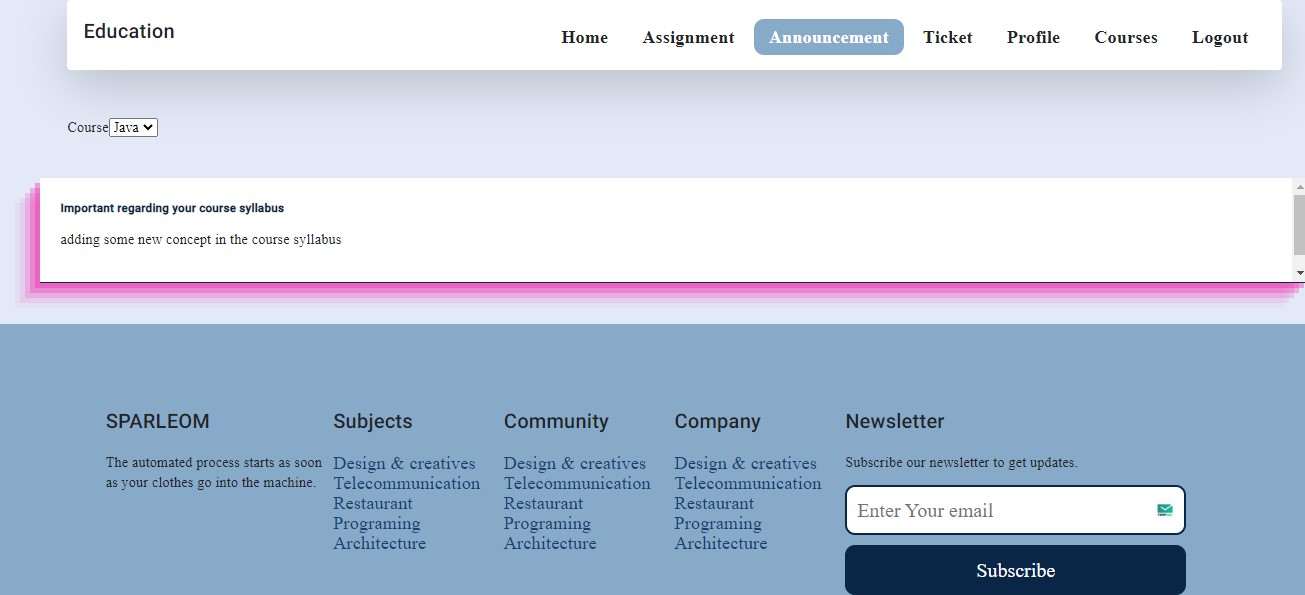 Education
Home Assignment Announcement Ticket Profile Courses Logout
Course Java
Important regarding your course syllabus
adding some new concept in the course syllabus
SPARLEOM
The automated process starts as soon
as your clothes go into the machine.
Subjects
Design & creatives
Telecommunication
Restaurant
Programing
Architecture
Community
Design & creatives
Telecommunication
Restaurant
Programing
Architecture
Company
Design & creatives
Telecommunication
Restaurant
Programing
Architecture
Newsletter
Subscribe our newsletter to get updates.
Enter Your email
Subscribe